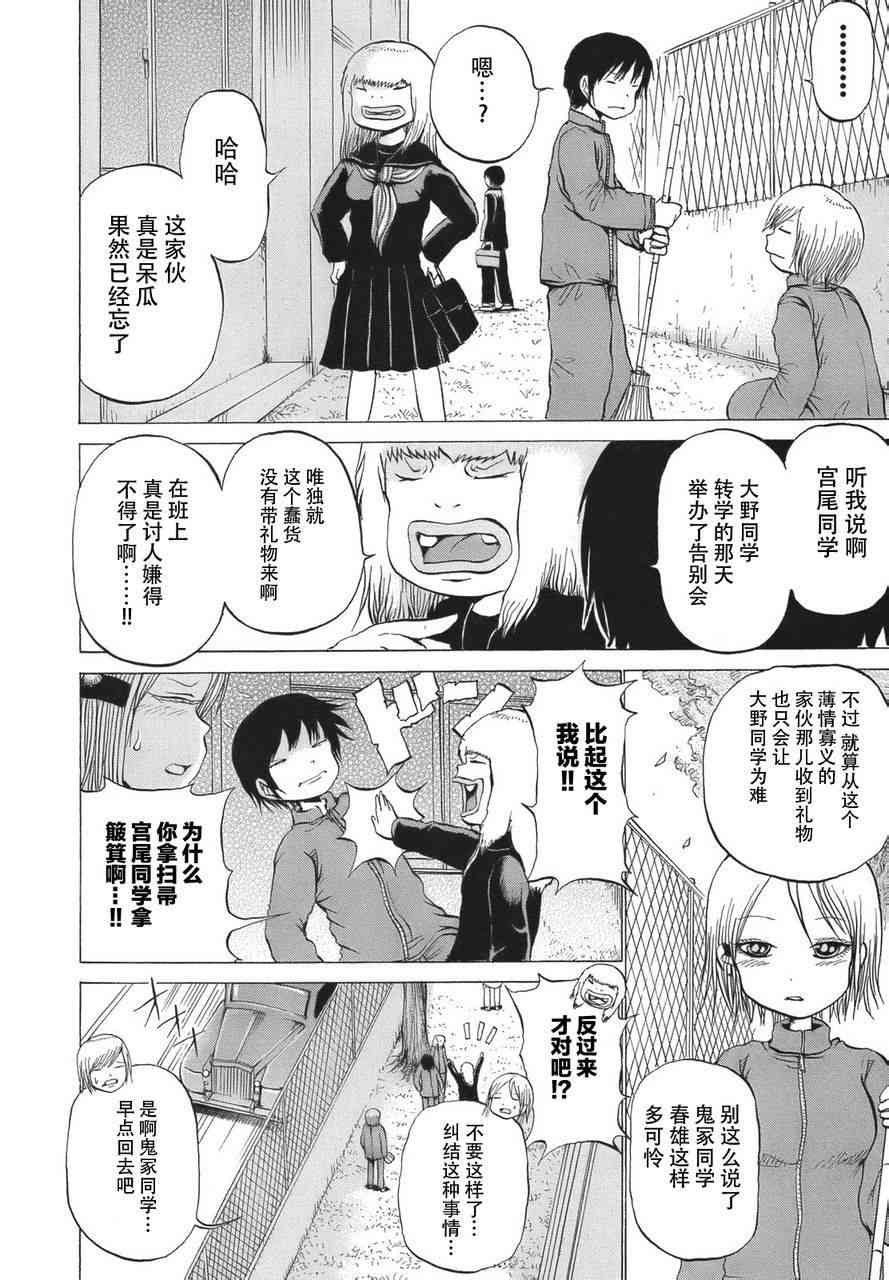 ………
嗯…?
哈哈
这家伙
真是呆瓜
果然已经忘了
听我说啊
宫尾同学
大野同学
转学的那天
举办了告别会
唯独就
这个蠢货
没有带礼物来啊
在班上
真是讨人嫌得
不得了啊……!!
不过 就算从这个
薄情寡义的
家伙那儿收到礼物
也只会让
大野同学为难
别这么说了
鬼冢同学
春雄这样
多可怜
比起这个
我说!!
为什么
你拿扫帚
宫尾同学拿
簸箕啊…!!
反过来
才对吧!?
不要这样了…
纠结这种事情…
是啊鬼冢同学…
早点回去吧